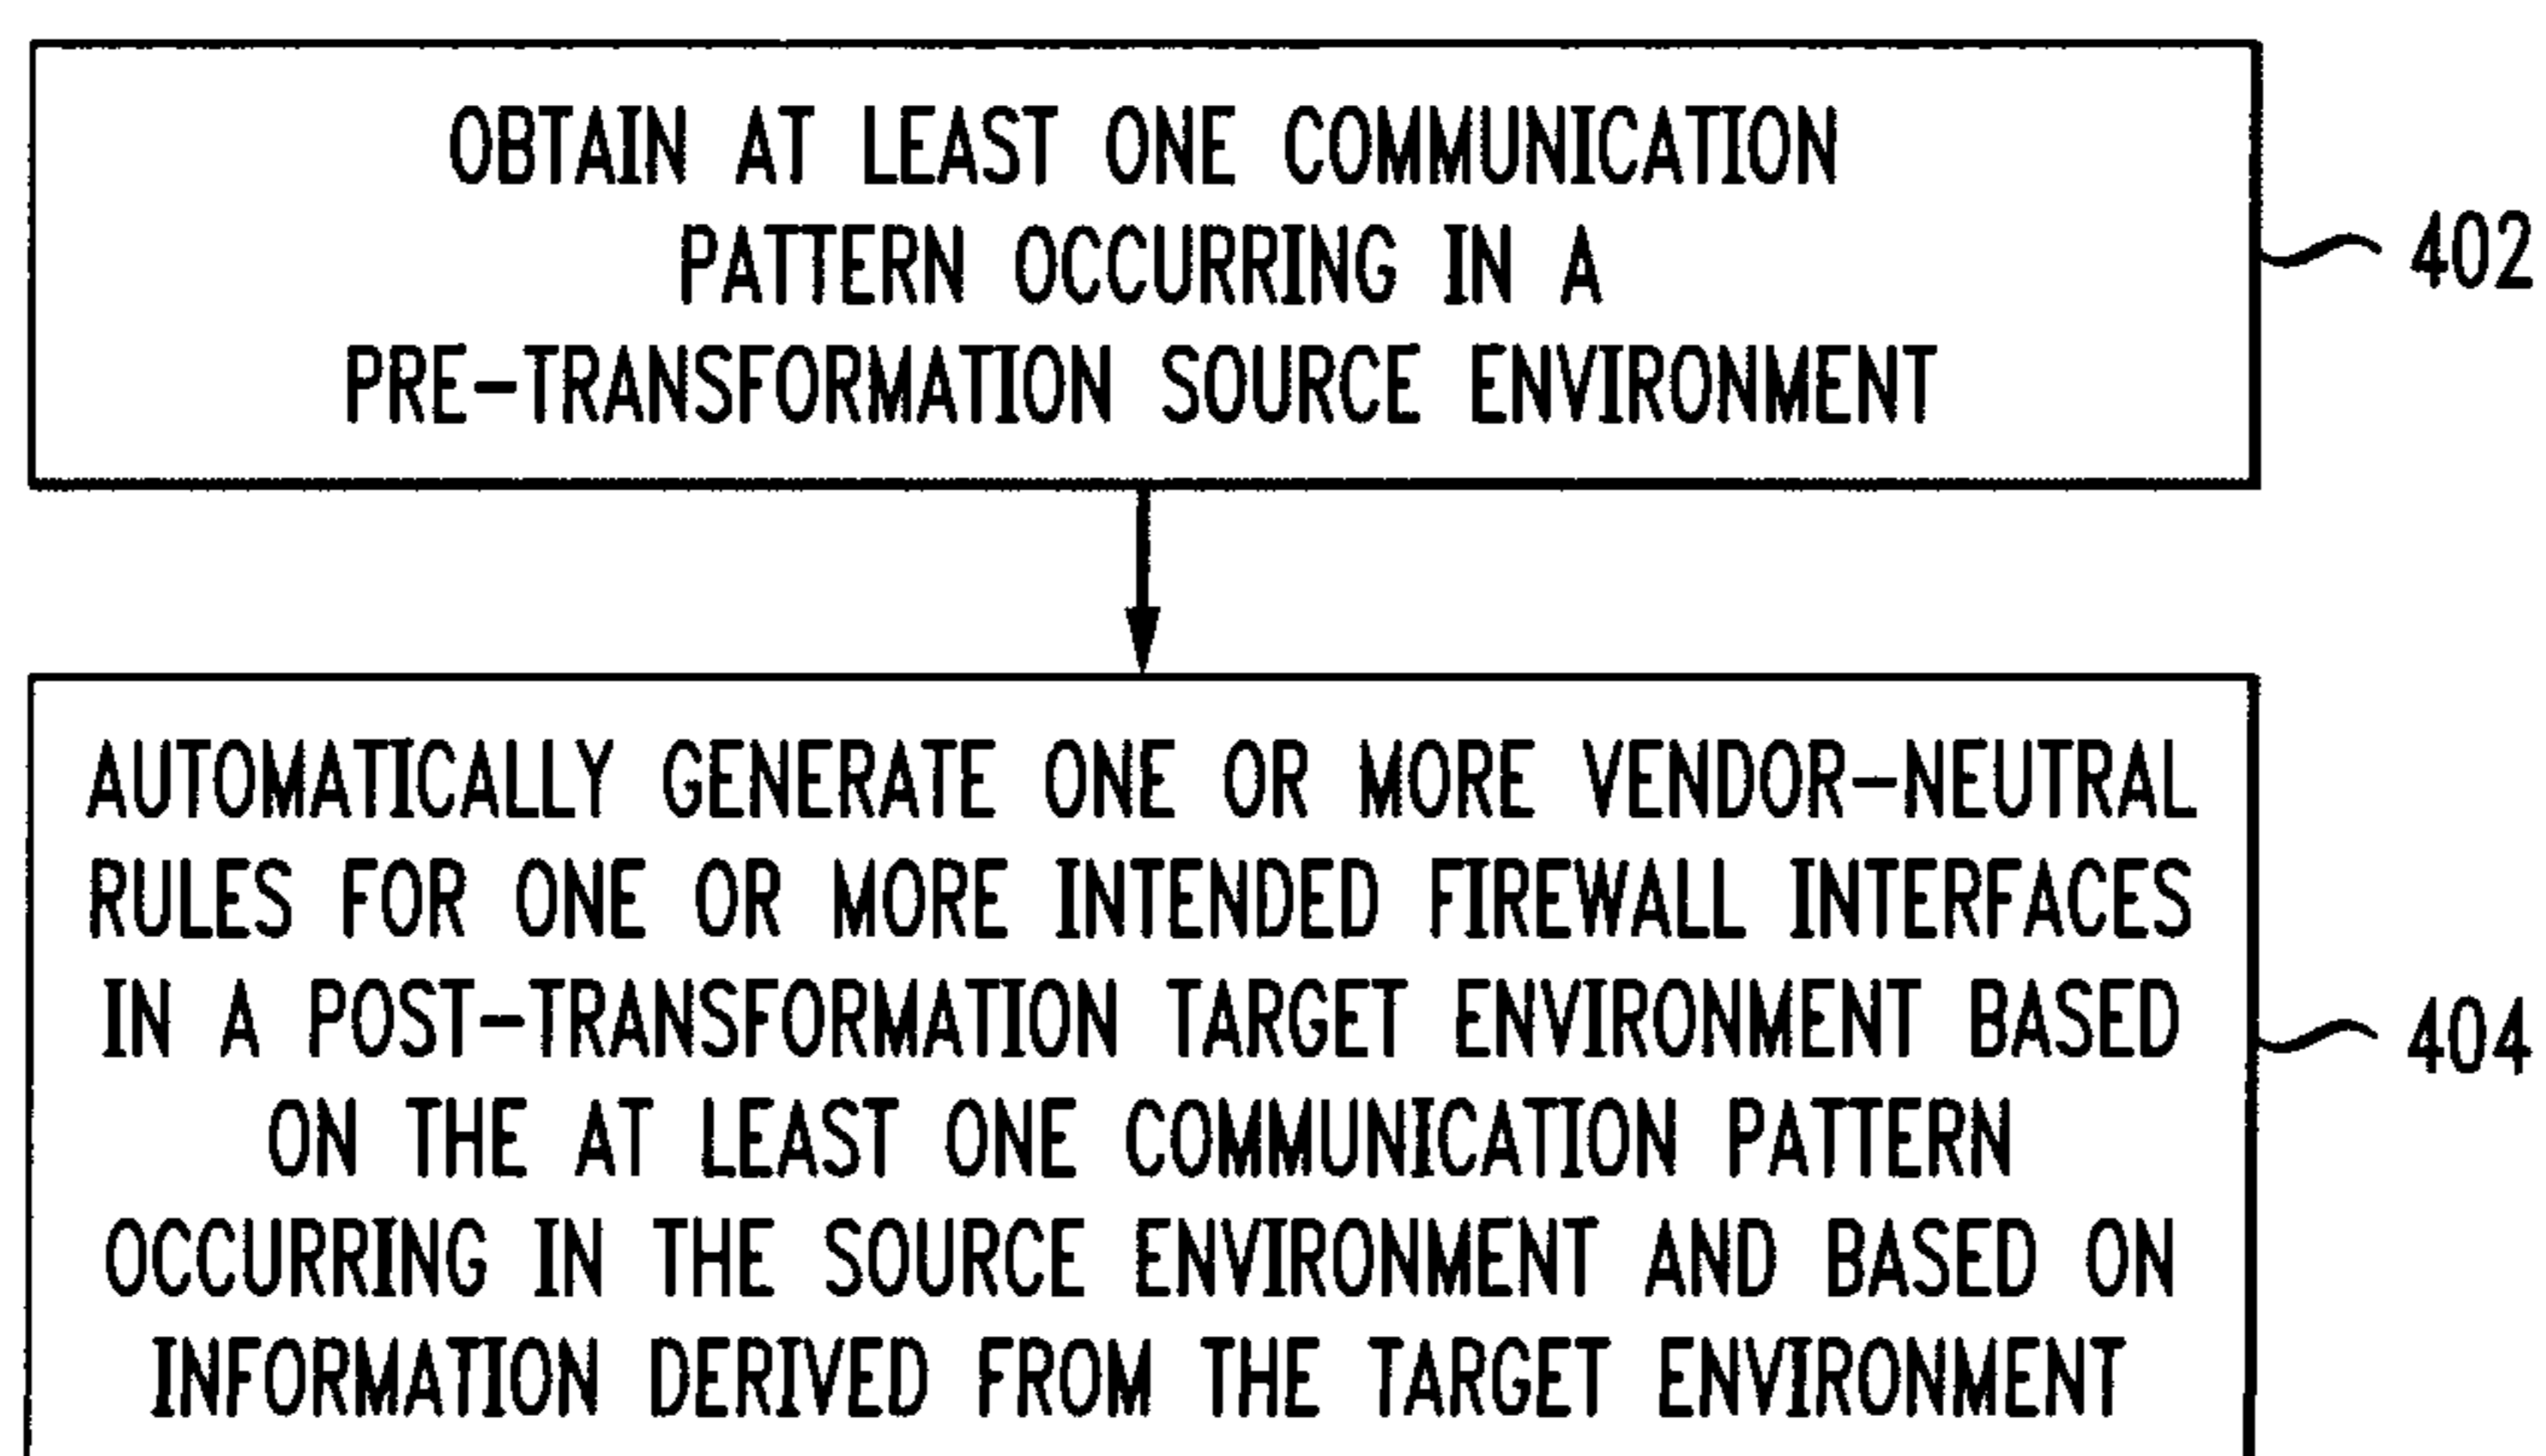 OBTAIN AT LEAST ONE COMMUNICATION
PATTERN OCCURRING IN A
PRE-TRANSFORMATION SOURCE ENVIRONMENT
402
AUTOMATICALLY GENERATE ONE OR MORE VENDOR-NEUTRAL
RULES FOR ONE OR MORE INTENDED FIREWALL INTERFACES
IN A POST-TRANSFORMATION TARGET ENVIRONMENT BASED
ON THE AT LEAST ONE COMMUNICATION PATTERN
OCCURRING IN THE SOURCE ENVIRONMENT AND BASED ON
INFORMATION DERIVED FROM THE TARGET ENVIRONMENT
404